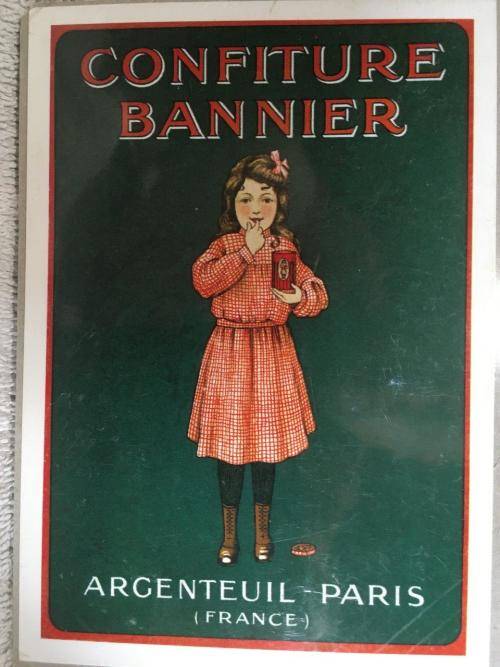 CONFITURE
BANNIER
ARGENTEUIL - PARIS
(FRANCE)